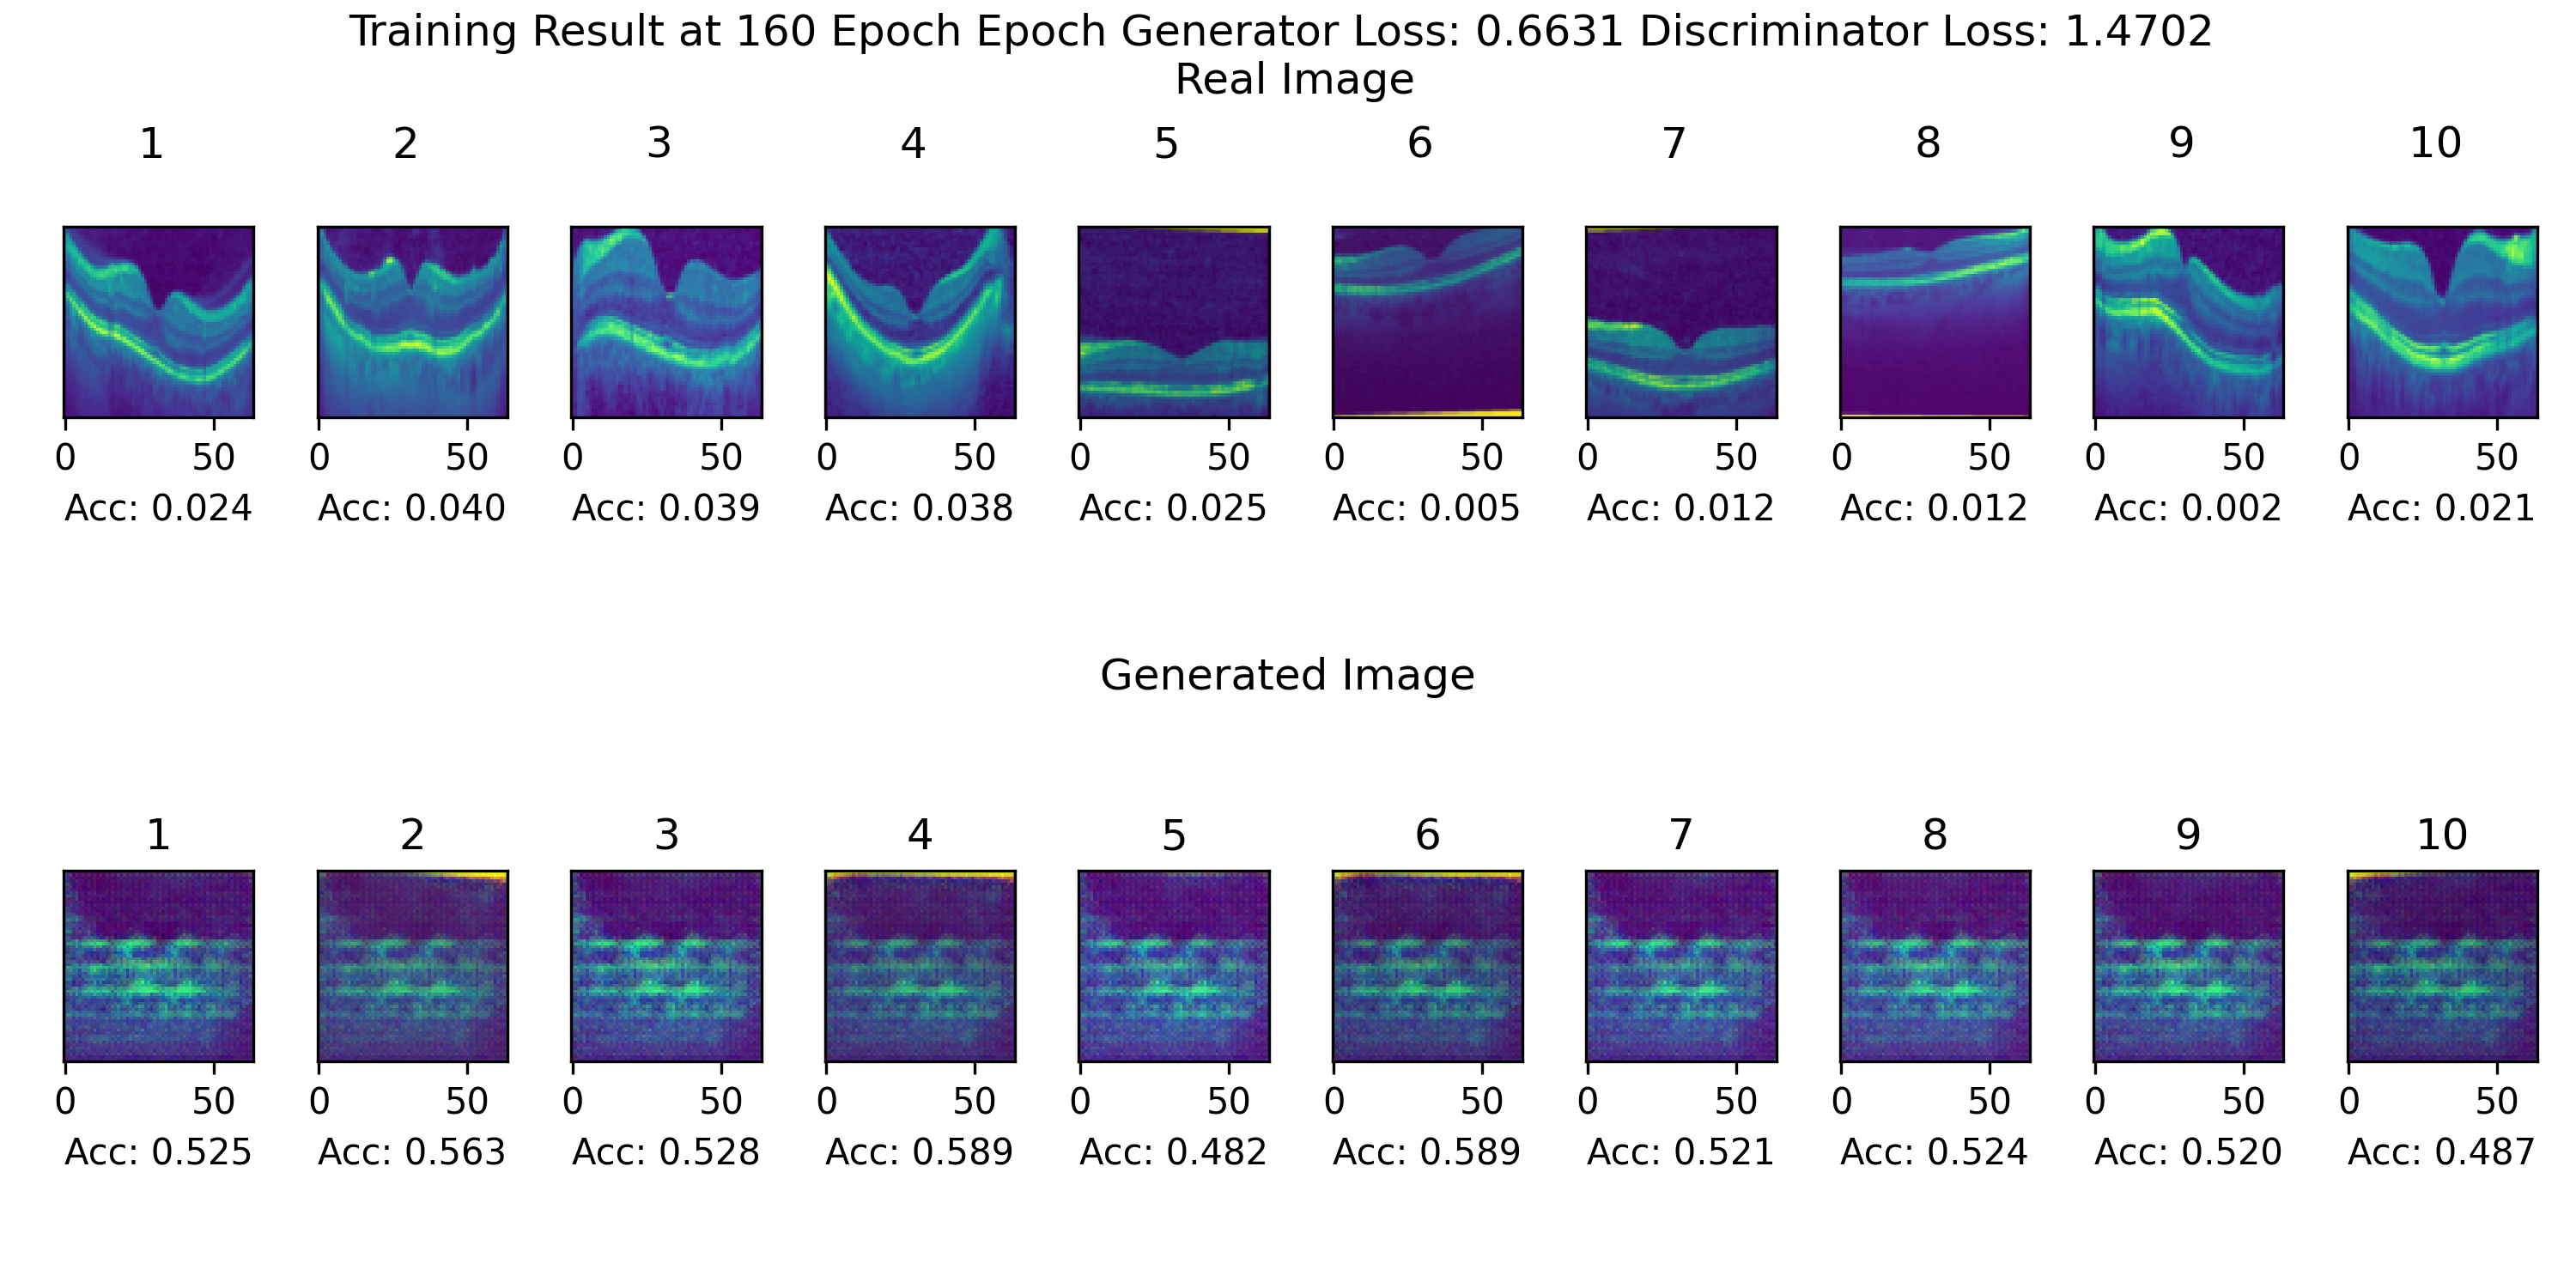 Training Result at 160 Epoch Epoch Generator Loss: 0.6631 Discriminator Loss: 1.4702
Real Image
1 2 3 4 5 6 7 8 9 10
0 50 0 50 0 50 0 50 0 50 0 50 0 50 0 50 0 50 0 50
Acc: 0.024 Acc: 0.040 Acc: 0.039 Acc: 0.038 Acc: 0.025 Acc: 0.005 Acc: 0.012 Acc: 0.012 Acc: 0.002 Acc: 0.021
Generated Image
1 2 3 4 5 6 7 8 9 10
0 50 0 50 0 50 0 50 0 50 0 50 0 50 0 50 0 50 0 50
Acc: 0.525 Acc: 0.563 Acc: 0.528 Acc: 0.589 Acc: 0.482 Acc: 0.589 Acc: 0.521 Acc: 0.524 Acc: 0.520 Acc: 0.487